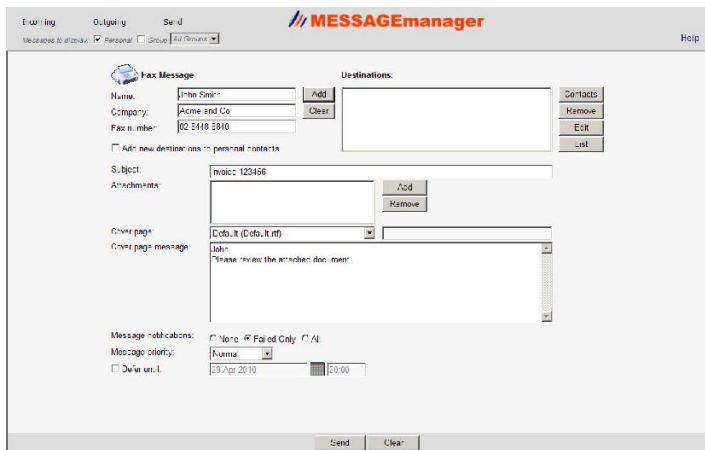 Incoming Outgoing Send
MESSAGEmanager
Messages to display: Personal Group All Groups
Help
Fax Message
Destinations:
Name: John Smith Add
Contacts
Company: Acme and Co Clear
Remove
Fax number: 02 8448 8840
Edit
Add new destinations to personal contacts
List
Subject: Invoice 123456
Attachments: Add
Remove
Cover page: Default (Default.rtf)
Cover page message: John
Please review the attached document
Message notifications: None Failed Only All
Message priority: Normal
Defer until: 29 Apr 2010 20:00
Send Clear